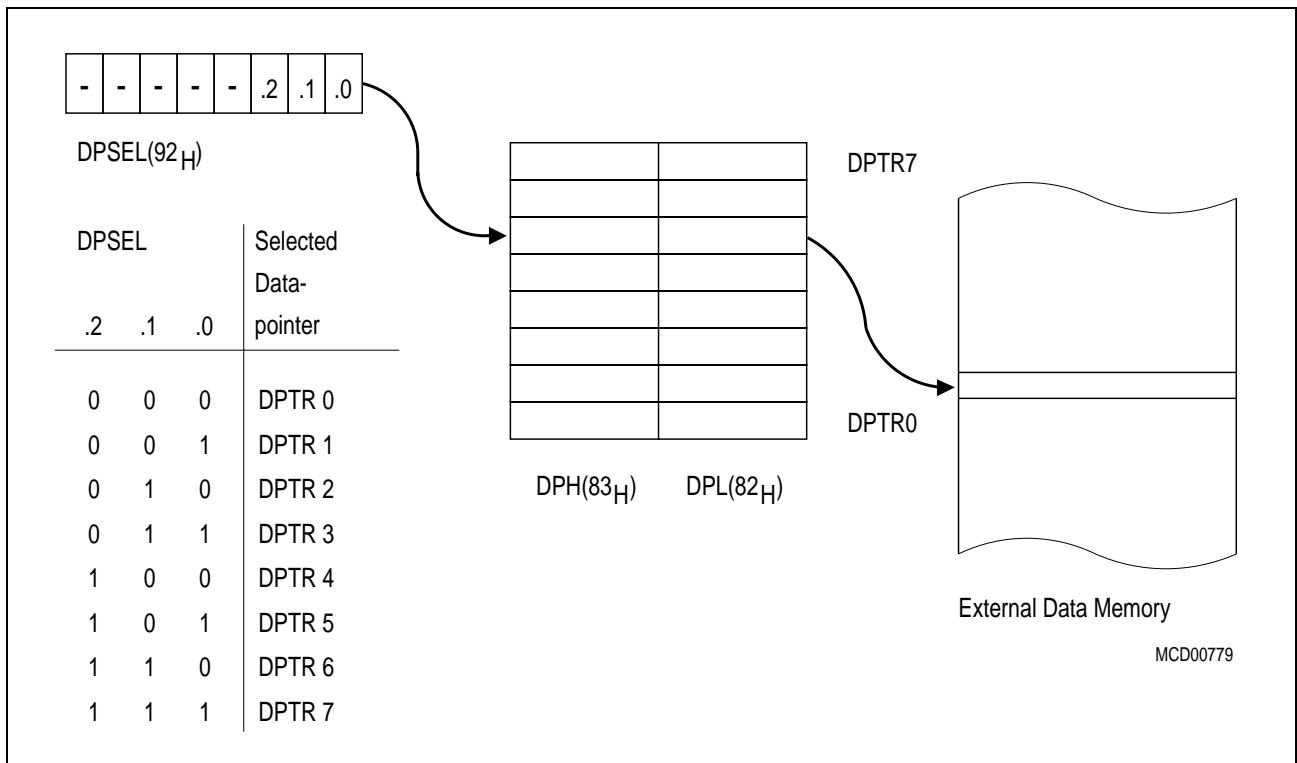 - - - - - .2 .1 .0
DPSEL(92H)
DPSEL Selected
Data-
.2 .1 .0 pointer
0 0 0 DPTR 0
0 0 1 DPTR 1
0 1 0 DPTR 2
0 1 1 DPTR 3
1 0 0 DPTR 4
1 0 1 DPTR 5
1 1 0 DPTR 6
1 1 1 DPTR 7
DPTR7
DPTR0
DPH(83H) DPL(82H)
External Data Memory
MCD00779